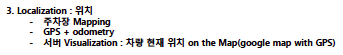 3. Localization : 위치
- 주차장 Mapping
- GPS + odometry
- 서버 Visualization : 차량 현재 위치 on the Map(google map with GPS)